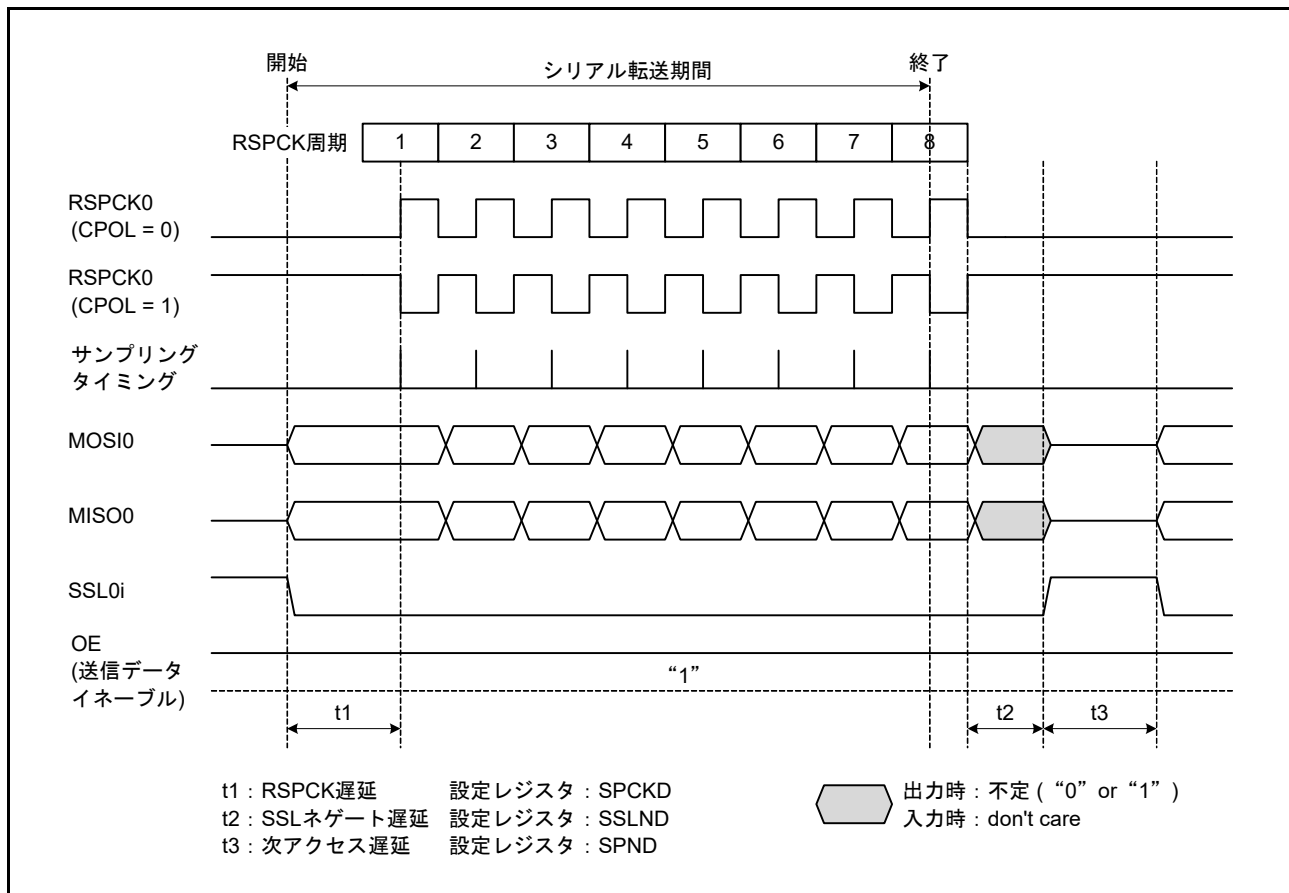 開始 シリアル転送期間 終了
RSPCK周期 1 2 3 4 5 6 7 8
RSPCK0
(CPOL = 0)
RSPCK0
(CPOL = 1)
サンプリング
タイミング
MOSI0
MISO0
SSL0i
OE
(送信データ
イネーブル)
“1”
t1 t2 t3
t1：RSPCK遅延 設定レジスタ：SPCKD
t2：SSLネゲート遅延 設定レジスタ：SSLND
t3：次アクセス遅延 設定レジスタ：SPND
出力時：不定 ( “0” or “1” )
入力時：don't care